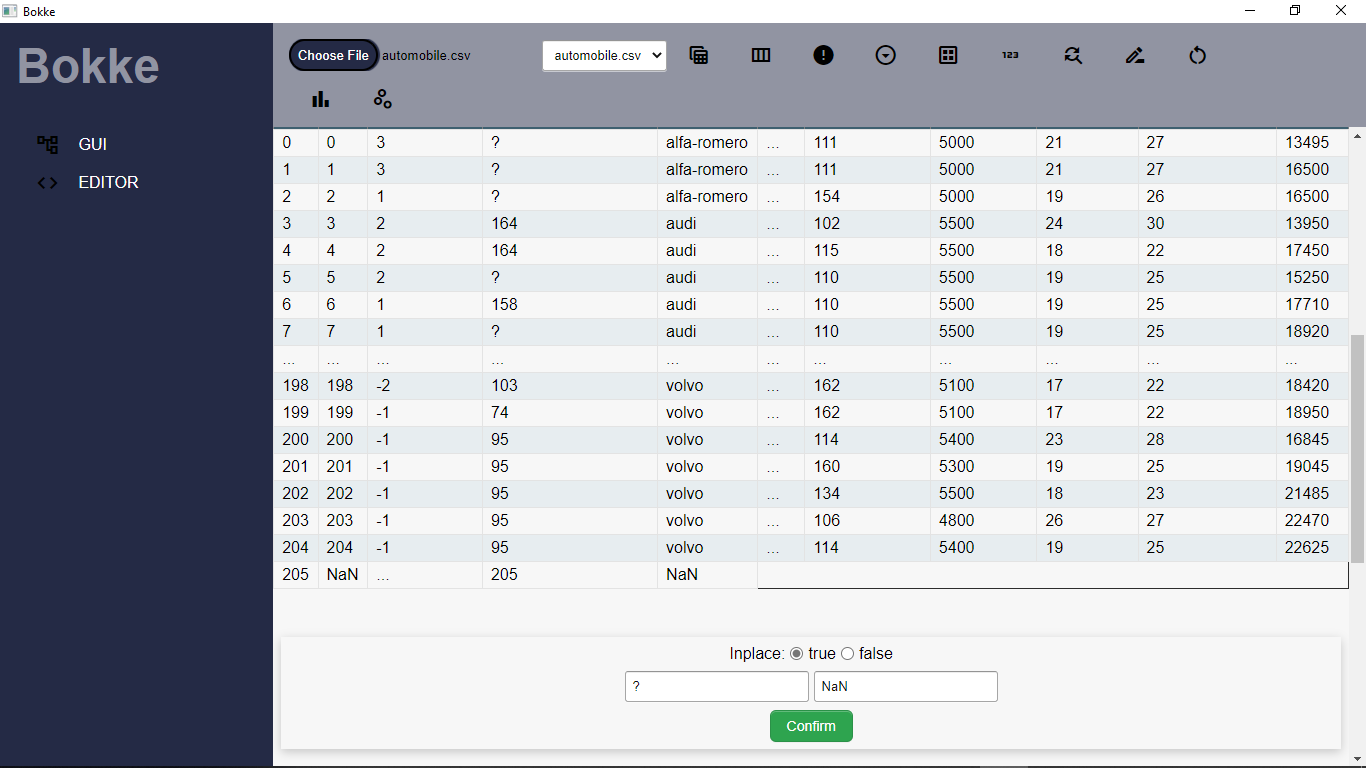 Bokke
Bokke
GUI
EDITOR
Choose File automobile.csv automobile.csv 123
0 0 3 ? alfa-romero ... 111 5000 21 27 13495
1 1 3 ? alfa-romero ... 111 5000 21 27 16500
2 2 1 ? alfa-romero ... 154 5000 19 26 16500
3 3 2 164 audi ... 102 5500 24 30 13950
4 4 2 164 audi ... 115 5500 18 22 17450
5 5 2 ? audi ... 110 5500 19 25 15250
6 6 1 158 audi ... 110 5500 19 25 17710
7 7 1 ? audi ... 110 5500 19 25 18920
... ... ... ... ... ... ... ... ... ... ...
198 198 -2 103 volvo ... 162 5100 17 22 18420
199 199 -1 74 volvo ... 162 5100 17 22 18950
200 200 -1 95 volvo ... 114 5400 23 28 16845
201 201 -1 95 volvo ... 160 5300 19 25 19045
202 202 -1 95 volvo ... 134 5500 18 23 21485
203 203 -1 95 volvo ... 106 4800 26 27 22470
204 204 -1 95 volvo ... 114 5400 19 25 22625
205 NaN ... 205 NaN
Inplace: true false
? NaN
Confirm